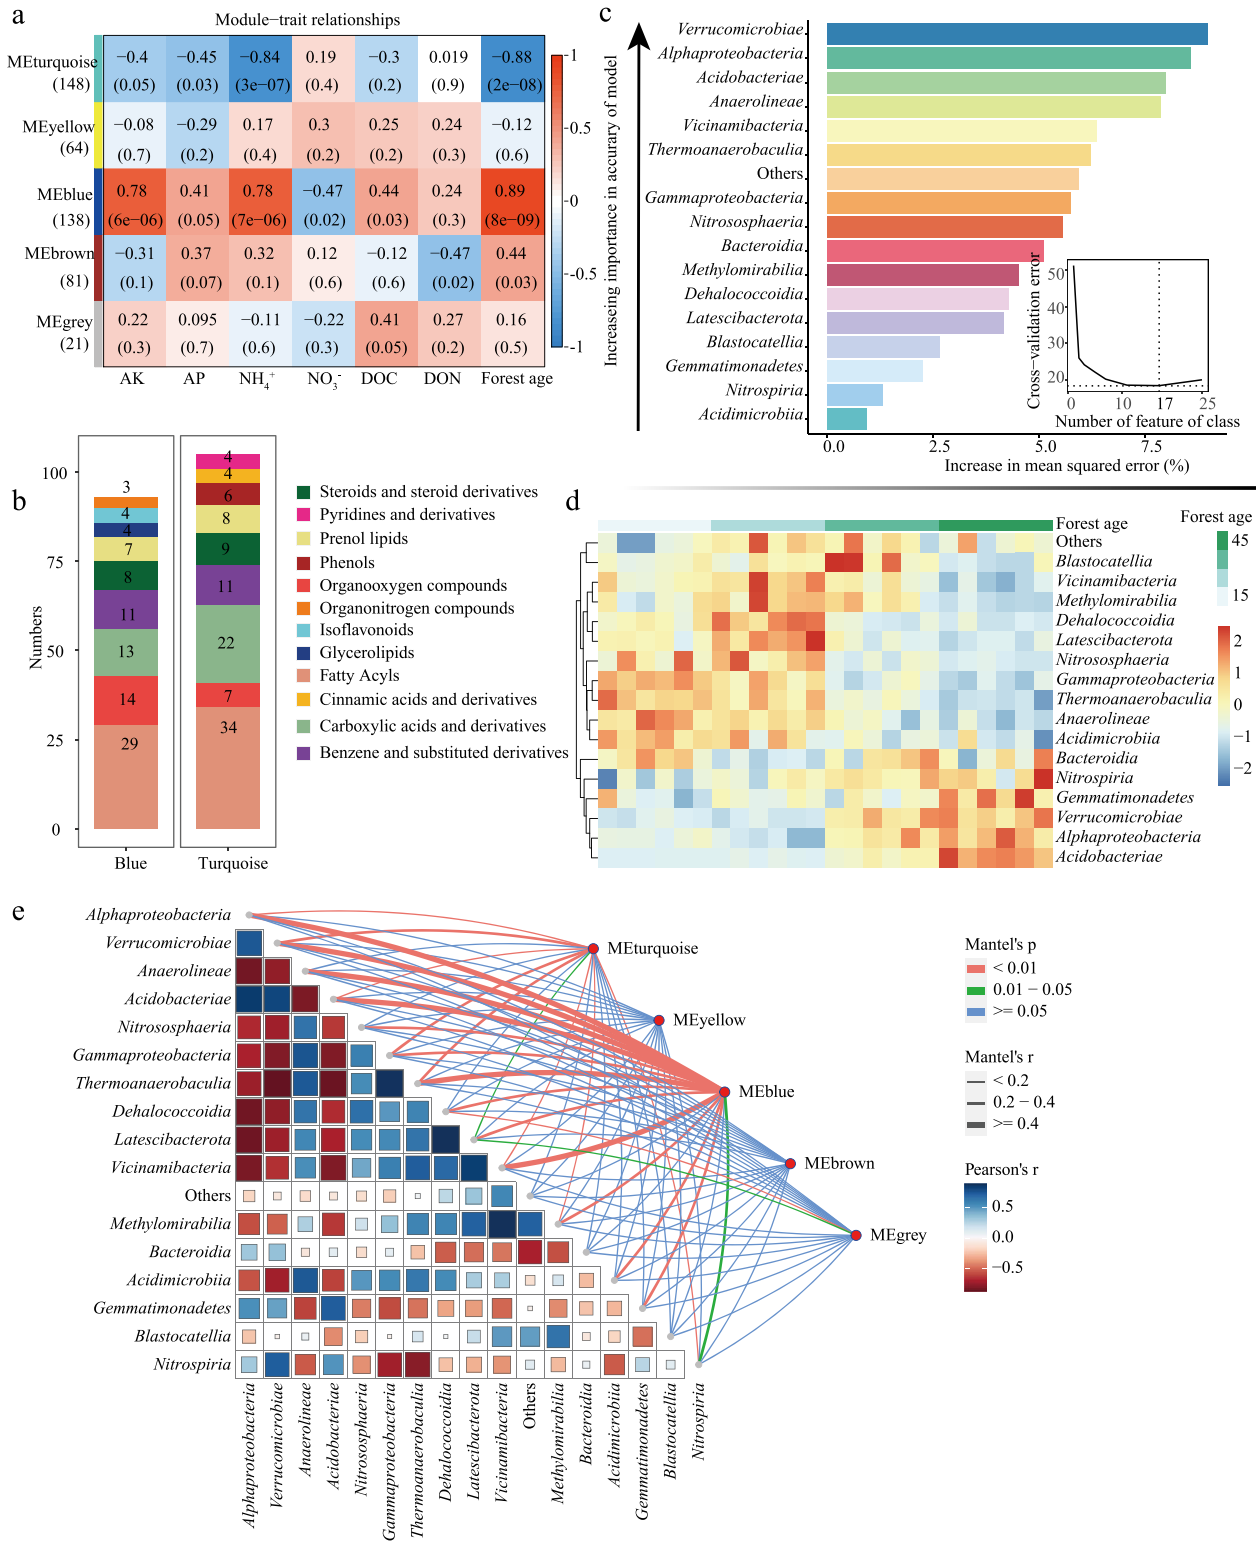 a
Module−trait relationships
MEturquoise
(148)
−0.4 −0.45 −0.84 0.19 −0.3 0.019 −0.88
(0.05) (0.03) (3e−07) (0.4) (0.2) (0.9) (2e−08)
MEyellow
(64)
−0.08 −0.29 0.17 0.3 0.25 0.24 −0.12
(0.7) (0.2) (0.4) (0.2) (0.2) (0.3) (0.6)
MEblue
(138)
0.78 0.41 0.78 −0.47 0.44 0.24 0.89
(6e−06) (0.05) (7e−06) (0.02) (0.03) (0.3) (8e−09)
MEbrown
(81)
−0.31 0.37 0.32 0.12 −0.12 −0.47 0.44
(0.1) (0.07) (0.1) (0.6) (0.6) (0.02) (0.03)
MEgrey
(21)
0.22 0.095 −0.11 −0.22 0.41 0.27 0.16
(0.3) (0.7) (0.6) (0.3) (0.05) (0.2) (0.5)
AK AP NH4+ NO3- DOC DON Forest age
1
0.5
0
-0.5
-1
b
Numbers
100
75
50
25
0
3
4
4
7
8
11
13
14
29
4
4
6
8
9
11
22
7
34
Blue Turquoise
Steroids and steroid derivatives
Pyridines and derivatives
Prenol lipids
Phenols
Organooxygen compounds
Organonitrogen compounds
Isoflavonoids
Glycerolipids
Fatty Acyls
Cinnamic acids and derivatives
Carboxylic acids and derivatives
Benzene and substituted derivatives
c
Increaseing importance in accurary of model
Verrucomicrobiae
Alphaproteobacteria
Acidobacteriae
Anaerolineae
Vicinamibacteria
Thermoanaerobaculia
Others
Gammaproteobacteria
Nitrososphaeria
Bacteroidia
Methylomirabilia
Dehalococcoidia
Latescibacterota
Blastocatellia
Gemmatimonadetes
Nitrospiria
Acidimicrobiia
0.0 2.5 5.0 7.5
Increase in mean squared error (%)
Cross−validation error
50
40
30
20
0 10 17 25
Number of feature of class
d
Forest age
Others
Blastocatellia
Vicinamibacteria
Methylomirabilia
Dehalococcoidia
Latescibacterota
Nitrososphaeria
Gammaproteobacteria
Thermoanaerobaculia
Anaerolineae
Acidimicrobiia
Bacteroidia
Nitrospiria
Gemmatimonadetes
Verrucomicrobiae
Alphaproteobacteria
Acidobacteriae
Forest age
45
15
2
1
0
−1
−2
e
Alphaproteobacteria
Verrucomicrobiae
Anaerolineae
Acidobacteriae
Nitrososphaeria
Gammaproteobacteria
Thermoanaerobaculia
Dehalococcoidia
Latescibacterota
Vicinamibacteria
Others
Methylomirabilia
Bacteroidia
Acidimicrobiia
Gemmatimonadetes
Blastocatellia
Nitrospiria
Alphaproteobacteria
Verrucomicrobiae
Anaerolineae
Acidobacteriae
Nitrososphaeria
Gammaproteobacteria
Thermoanaerobaculia
Dehalococcoidia
Latescibacterota
Vicinamibacteria
Others
Methylomirabilia
Bacteroidia
Acidimicrobiia
Gemmatimonadetes
Blastocatellia
Nitrospiria
MEturquoise
MEyellow
MEblue
MEbrown
MEgrey
Mantel's p
< 0.01
0.01 − 0.05
>= 0.05
Mantel's r
< 0.2
0.2 − 0.4
>= 0.4
Pearson's r
0.5
0.0
−0.5